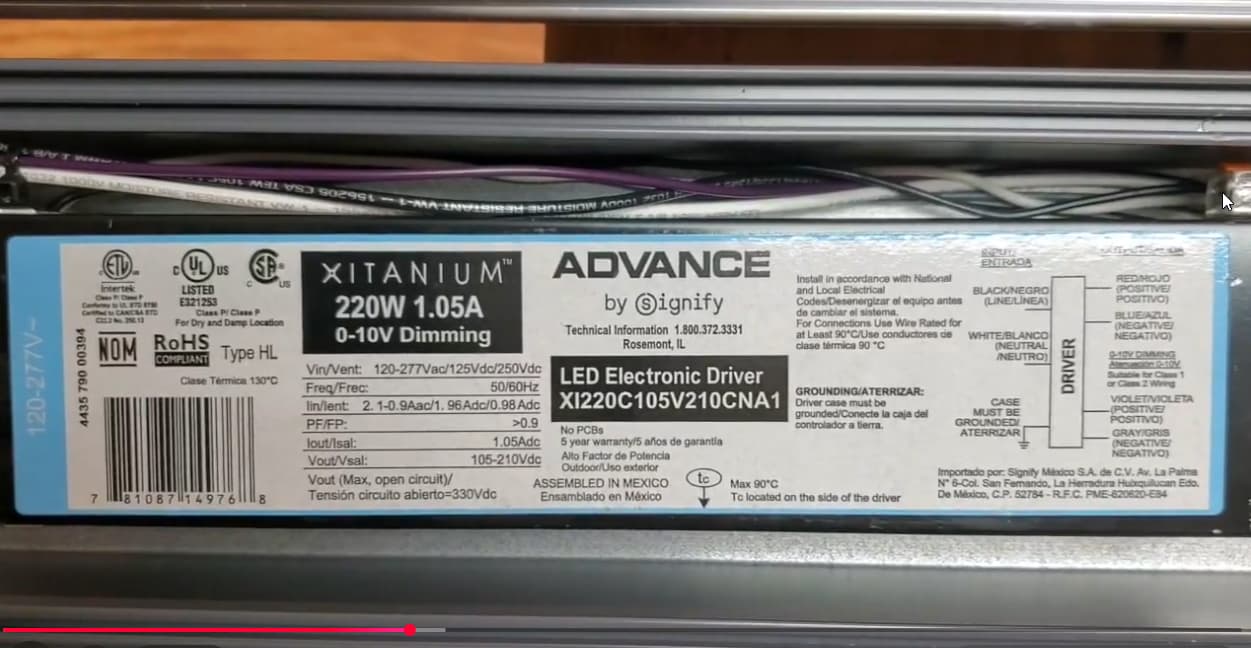 120-277V~
4435 790 00394
ETL
Intertek
C UL US
LISTED
E321253
Class P/ Class P
For Dry and Damp Location
SA
C US
NOM
RoHS
COMPLIANT
Type HL
Clase Térmica 130°C
7 81087 14976 8
XITANIUM™
220W 1.05A
0-10V Dimming
Vin/Vent: 120-277Vac/125Vdc/250Vdc
Freq/Frec: 50/60Hz
Iin/Ient: 2.1-0.9Aac/1.96Adc/0.98Adc
PF/FP: >0.9
Iout/Isal: 1.05Adc
Vout/Vsal: 105-210Vdc
Vout (Max, open circuit)/
Tensión circuito abierto=330Vdc
ADVANCE
by Signify
Technical Information 1.800.372.3331
Rosemont, IL
LED Electronic Driver
XI220C105V210CNA1
No PCBs
5 year warranty/5 años de garantia
Alto Factor de Potencia
Outdoor/Uso exterior
ASSEMBLED IN MEXICO
Ensamblado en México
tc
Max 90°C
Tc located on the side of the driver
Install in accordance with National
and Local Electrical
Codes/Desenergizar el equipo antes
de cambiar el sistema.
For Connections Use Wire Rated for
at Least 90°C/Use conductores de
clase térmica 90 °C
GROUNDING/ATERRIZAR:
Driver case must be
grounded/Conecte la caja del
controlador a tierra.
INPUT/
ENTRADA
BLACK/NEGRO
(LINE/LÍNEA)
WHITE/BLANCO
(NEUTRAL
/NEUTRO)
CASE
MUST BE
GROUNDED/
ATERRIZAR
DRIVER
RED/ROJO
(POSITIVE/
POSITIVO)
BLUE/AZUL
(NEGATIVE/
NEGATIVO)
0-10V DIMMING
Atenuación 0-10V
Suitable for Class 1
or Class 2 Wiring
VIOLET/VIOLETA
(POSITIVE/
POSITIVO)
GRAY/GRIS
(NEGATIVE/
NEGATIVO)
Importado por: Signify México S.A. de C.V. Av. La Palma
N° 6-Col. San Fernando, La Herradura Huixquilucan Edo.
De México, C.P. 52784 - R.F.C. PME-620620-E84